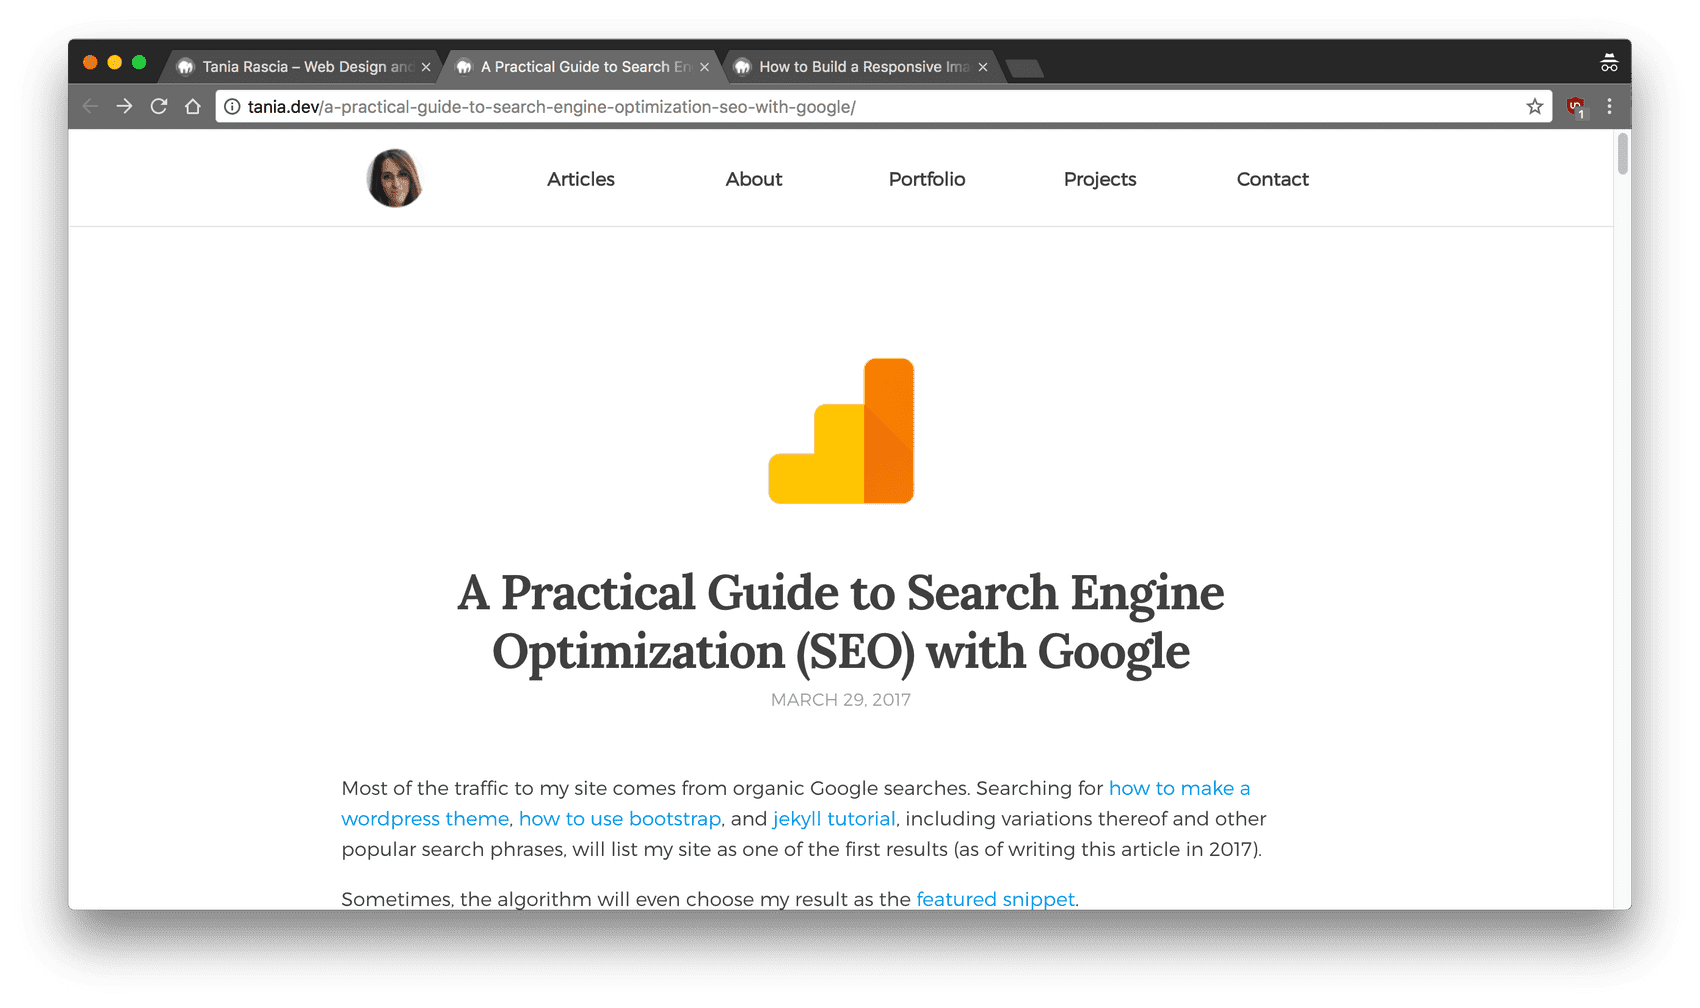 Tania Rascia – Web Design and
A Practical Guide to Search En
How to Build a Responsive Ima
tania.dev/a-practical-guide-to-search-engine-optimization-seo-with-google/
1
Articles About Portfolio Projects Contact
A Practical Guide to Search Engine
Optimization (SEO) with Google
MARCH 29, 2017
Most of the traffic to my site comes from organic Google searches. Searching for how to make a
wordpress theme, how to use bootstrap, and jekyll tutorial, including variations thereof and other
popular search phrases, will list my site as one of the first results (as of writing this article in 2017).
Sometimes, the algorithm will even choose my result as the featured snippet.